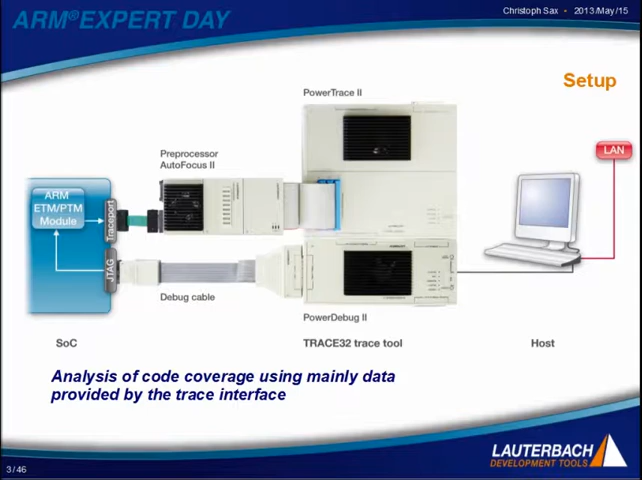 ARM®EXPERT DAY
Christoph Sax • 2013/May/15
Setup
PowerTrace II
Preprocessor
AutoFocus II
LAN
ARM
ETM/PTM
Module
Traceport
JTAG
Debug cable
PowerDebug II
SoC
TRACE32 trace tool
Host
Analysis of code coverage using mainly data
provided by the trace interface
3/46
LAUTERBACH
DEVELOPMENT TOOLS